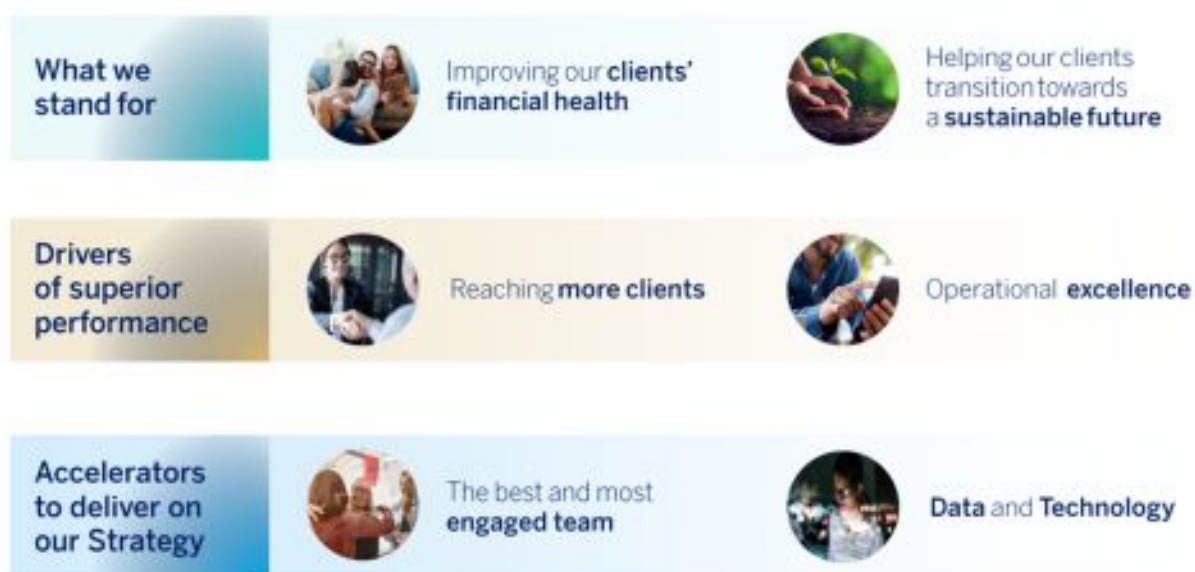 What we
stand for
Improving our clients'
financial health
Helping our clients
transition towards
a sustainable future
Drivers
of superior
performance
Reaching more clients
Operational excellence
Accelerators
to deliver on
our Strategy
The best and most
engaged team
Data and Technology